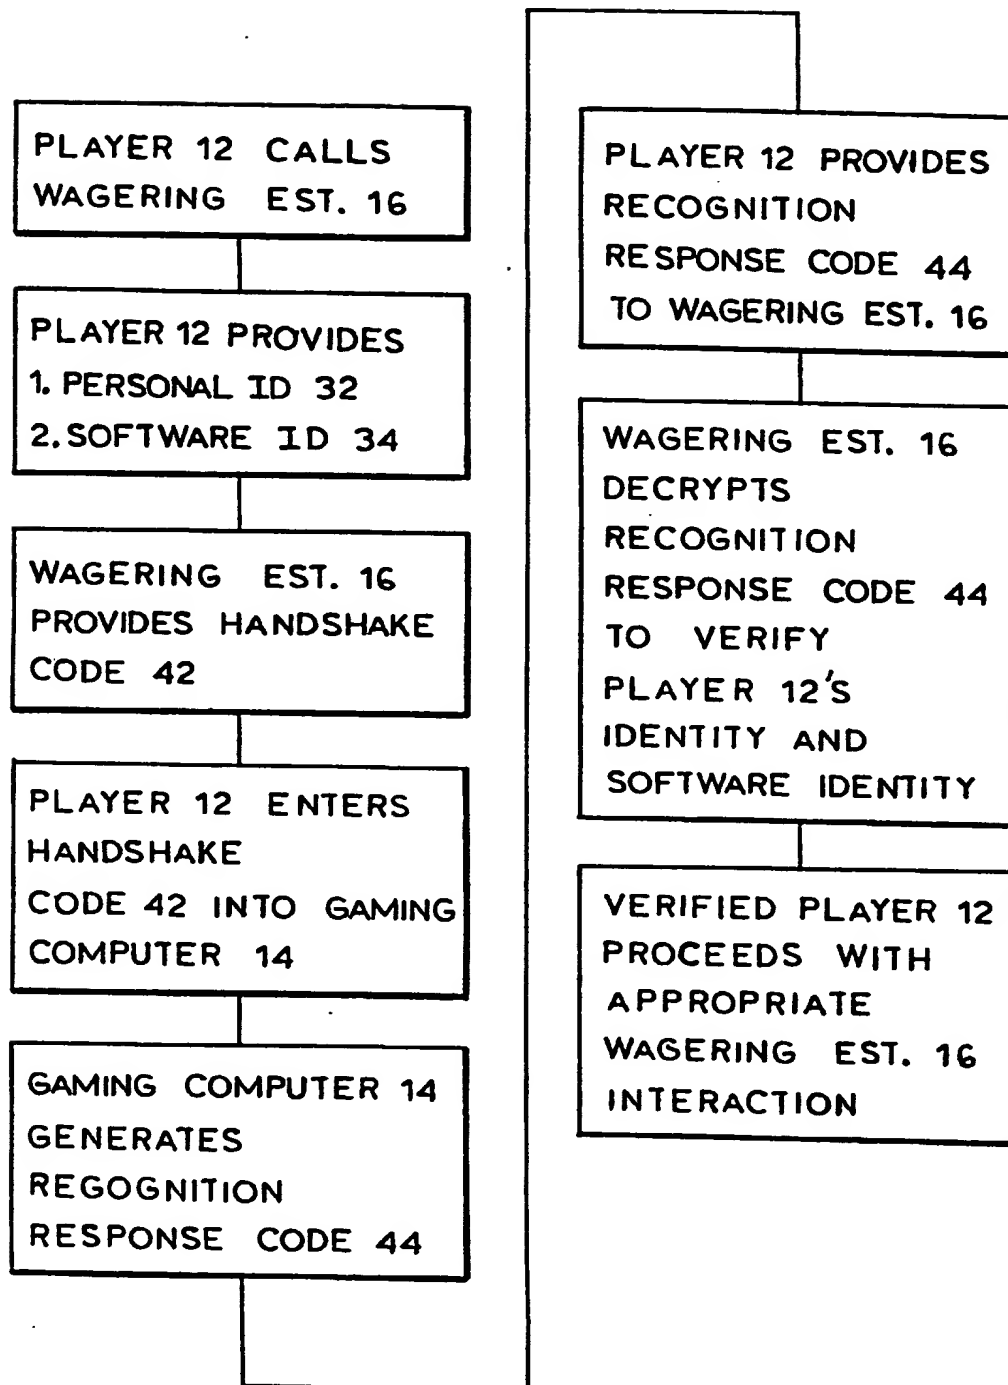 PLAYER 12 CALLS
WAGERING EST. 16
PLAYER 12 PROVIDES
1. PERSONAL ID 32
2. SOFTWARE ID 34
WAGERING EST. 16
PROVIDES HANDSHAKE
CODE 42
PLAYER 12 ENTERS
HANDSHAKE
CODE 42 INTO GAMING
COMPUTER 14
GAMING COMPUTER 14
GENERATES
REGOGNITION
RESPONSE CODE 44
PLAYER 12 PROVIDES
RECOGNITION
RESPONSE CODE 44
TO WAGERING EST. 16
WAGERING EST. 16
DECRYPTS
RECOGNITION
RESPONSE CODE 44
TO VERIFY
PLAYER 12'S
IDENTITY AND
SOFTWARE IDENTITY
VERIFIED PLAYER 12
PROCEEDS WITH
APPROPRIATE
WAGERING EST. 16
INTERACTION